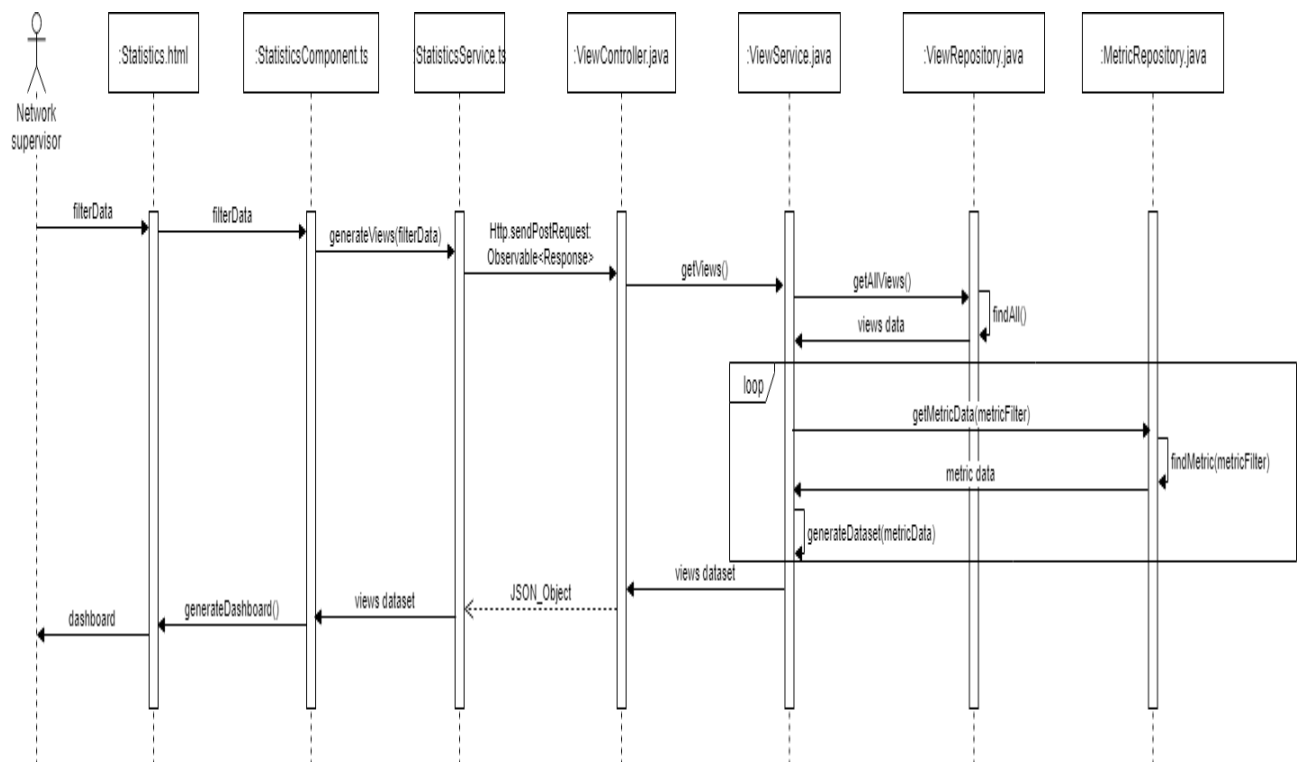 :Statistics.html
:StatisticsComponent.ts
:StatisticsService.ts
:ViewController.java
:ViewService.java
:ViewRepository.java
:MetricRepository.java
Network
supervisor
filterData
filterData
generateViews(filterData)
Http.sendPostRequest:
Observable<Response>
getViews()
getAllViews()
findAll()
views data
loop
getMetricData(metricFilter)
findMetric(metricFilter)
metric data
generateDataset(metricData)
views dataset
JSON_Object
views dataset
generateDashboard()
dashboard